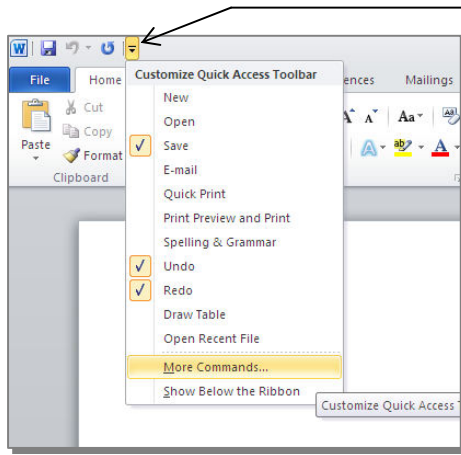 W
File Home Customize Quick Access Toolbar ences Mailings
New
Cut
Open
Copy
Aa
Paste
Save
Format
ab
A
E-mail
Clipboard
Quick Print
Print Preview and Print
Spelling & Grammar
Undo
Redo
Draw Table
Open Recent File
More Commands...
Show Below the Ribbon
Customize Quick Access T